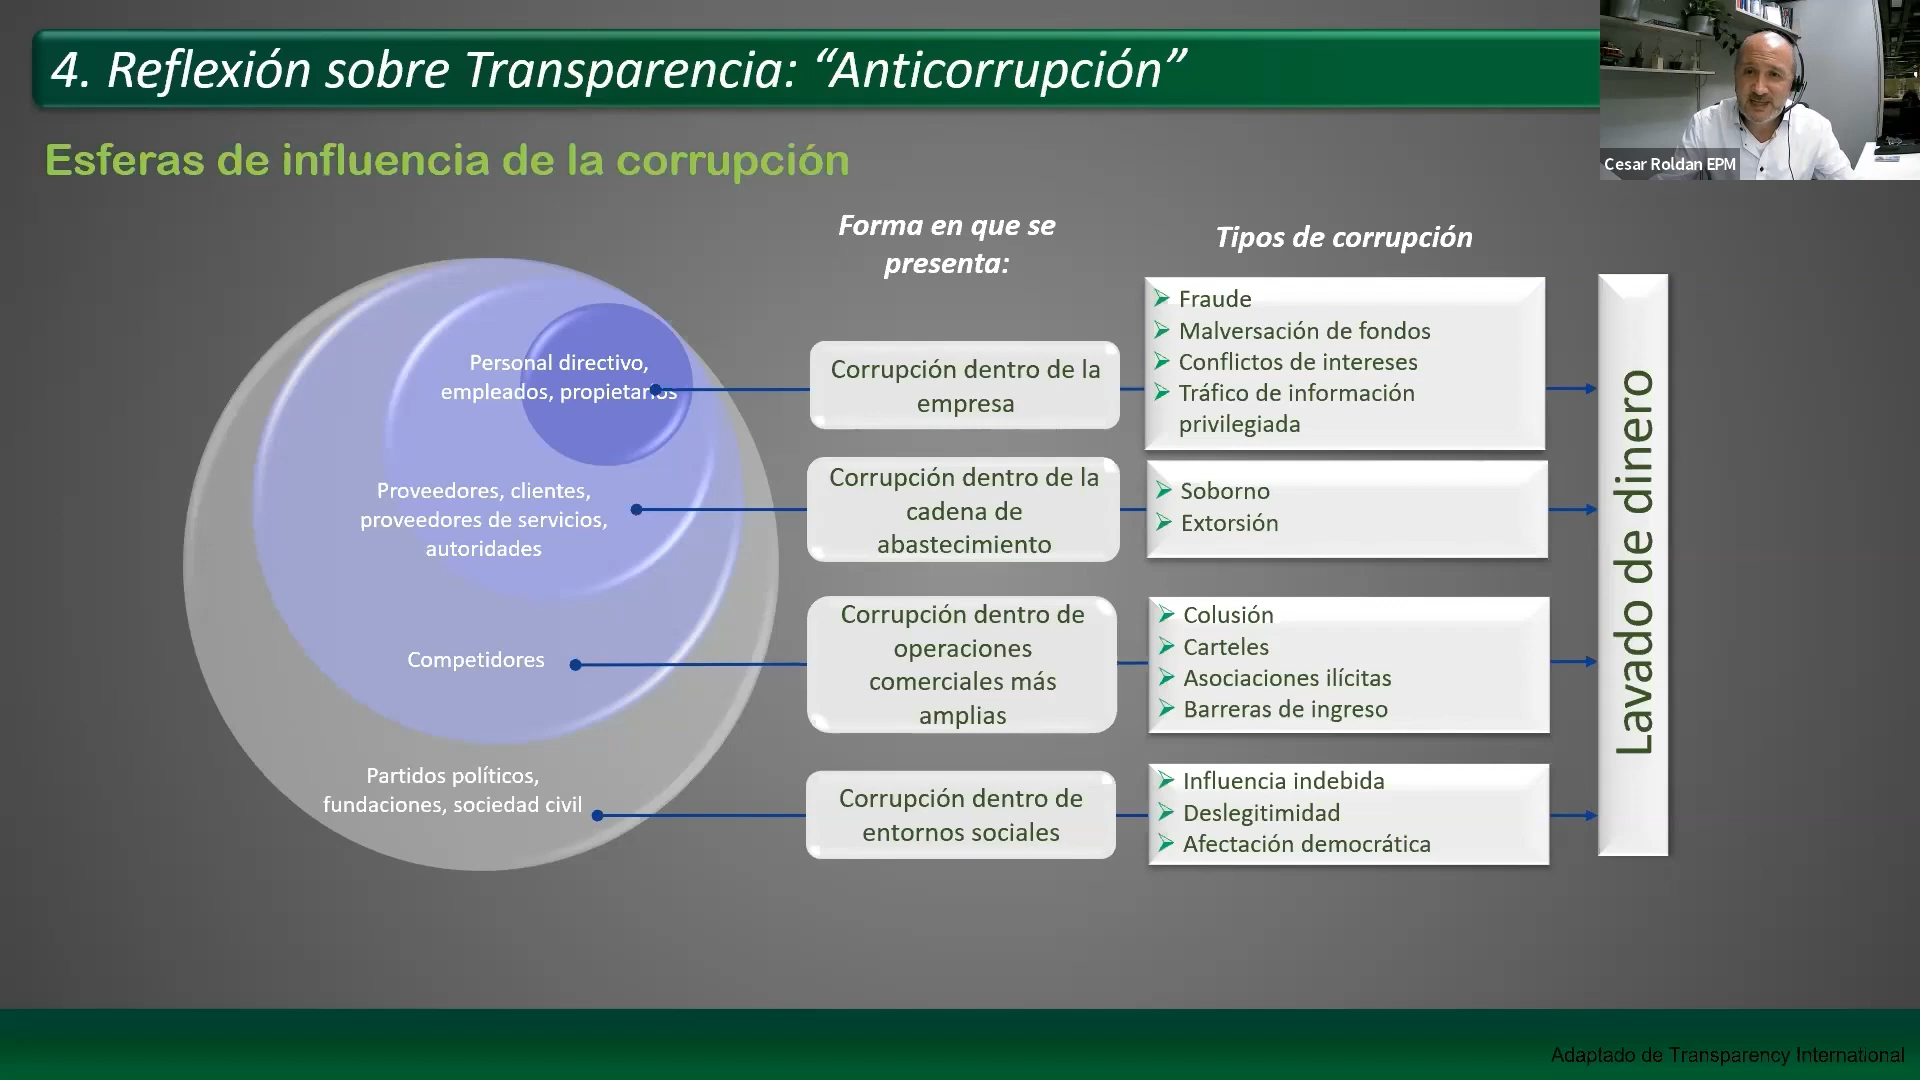 4. Reflexión sobre Transparencia: “Anticorrupción”
Cesar Roldan EPM
Esferas de influencia de la corrupción
Forma en que se
presenta:
Tipos de corrupción
Personal directivo,
empleados, propietarios
Corrupción dentro de la
empresa
Fraude
Malversación de fondos
Conflictos de intereses
Tráfico de información
privilegiada
Proveedores, clientes,
proveedores de servicios,
autoridades
Corrupción dentro de la
cadena de
abastecimiento
Soborno
Extorsión
Competidores
Corrupción dentro de
operaciones
comerciales más
amplias
Colusión
Carteles
Asociaciones ilícitas
Barreras de ingreso
Partidos políticos,
fundaciones, sociedad civil
Corrupción dentro de
entornos sociales
Influencia indebida
Deslegitimidad
Afectación democrática
Lavado de dinero
Adaptado de Transparency International